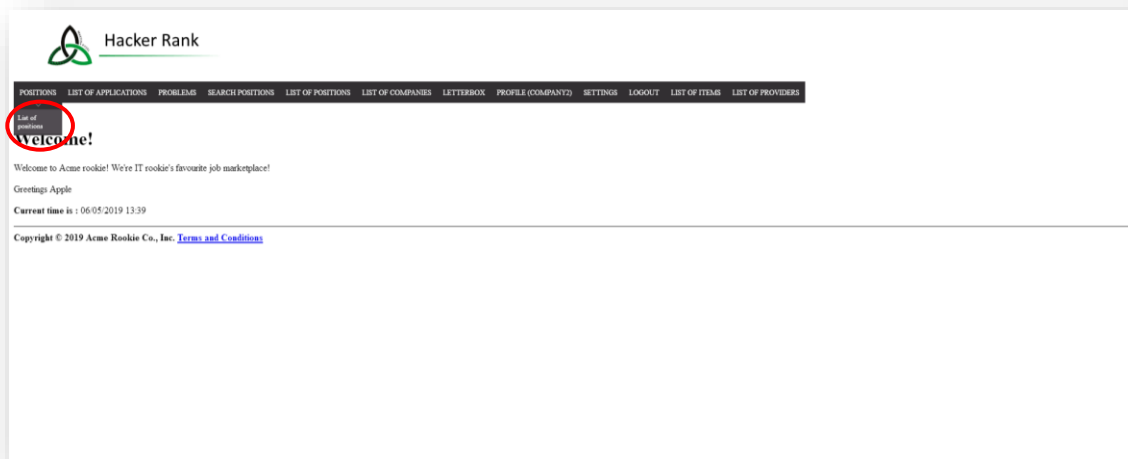 Hacker Rank
POSITIONS LIST OF APPLICATIONS PROBLEMS SEARCH POSITIONS LIST OF POSITIONS LIST OF COMPANIES LETTERBOX PROFILE (COMPANY2) SETTINGS LOGOUT LIST OF ITEMS LIST OF PROVIDERS
List of
positions
Welcome!
Welcome to Acme rookie! We're IT rookie's favourite job marketplace!
Greetings Apple
Current time is : 06/05/2019 13:39
Copyright © 2019 Acme Rookie Co., Inc. Terms and Conditions